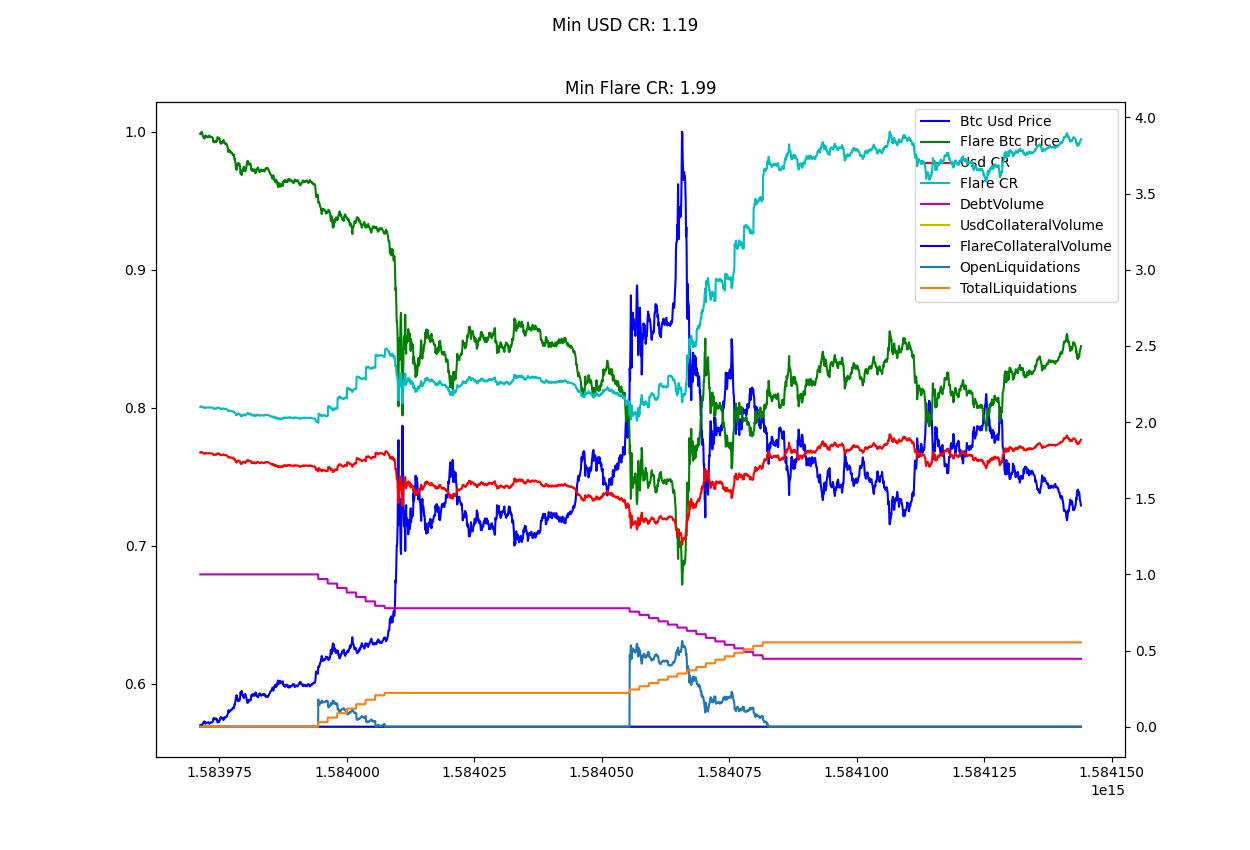 Min USD CR: 1.19
Min Flare CR: 1.99
Btc Usd Price
Flare Btc Price
Usd CR
Flare CR
DebtVolume
UsdCollateralVolume
FlareCollateralVolume
OpenLiquidations
TotalLiquidations
1.0
0.9
0.8
0.7
0.6
4.0
3.5
3.0
2.5
2.0
1.5
1.0
0.5
0.0
1.583975 1.584000 1.584025 1.584050 1.584075 1.584100 1.584125 1.584150
1e15